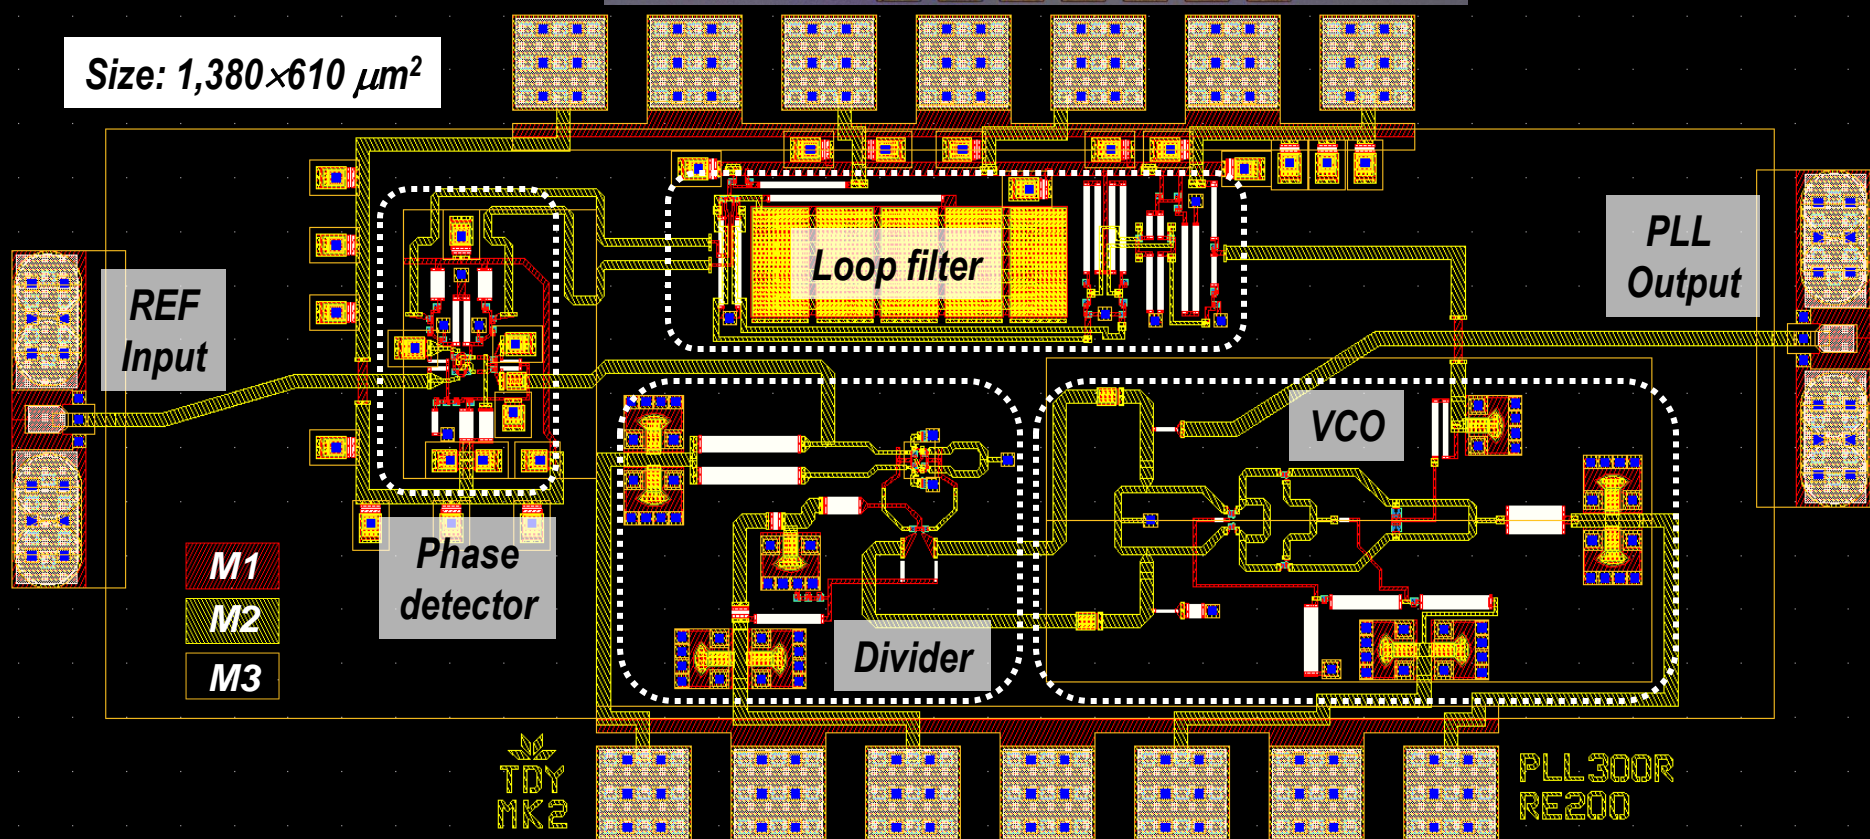 Size: 1,380×610 μm²
REF
Input
Loop filter
PLL
Output
VCO
Phase
detector
Divider
M1
M2
M3
TDY
MK2
PLL300R
RE200